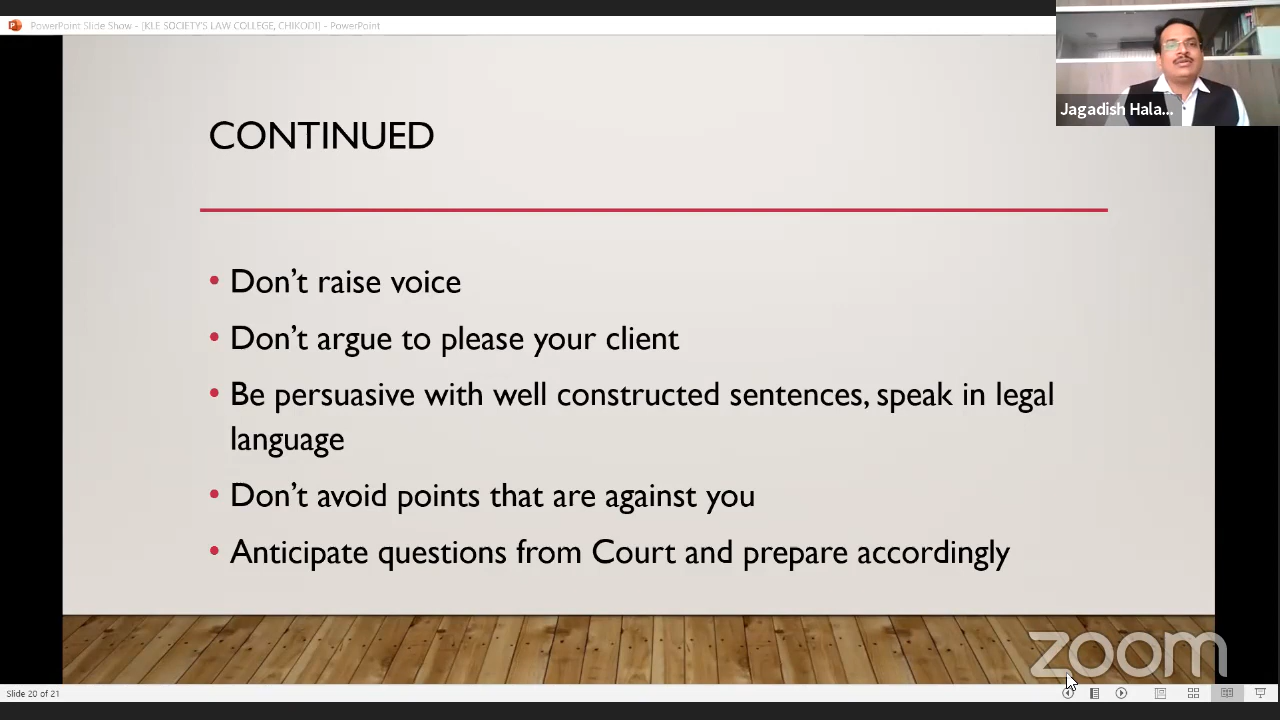 PowerPoint Slide Show - [KLE SOCIETY'S LAW COLLEGE, CHIKODI] - PowerPoint
Jagadish Hala...
CONTINUED
• Don’t raise voice
• Don’t argue to please your client
• Be persuasive with well constructed sentences, speak in legal
language
• Don’t avoid points that are against you
• Anticipate questions from Court and prepare accordingly
zoom
Slide 20 of 21